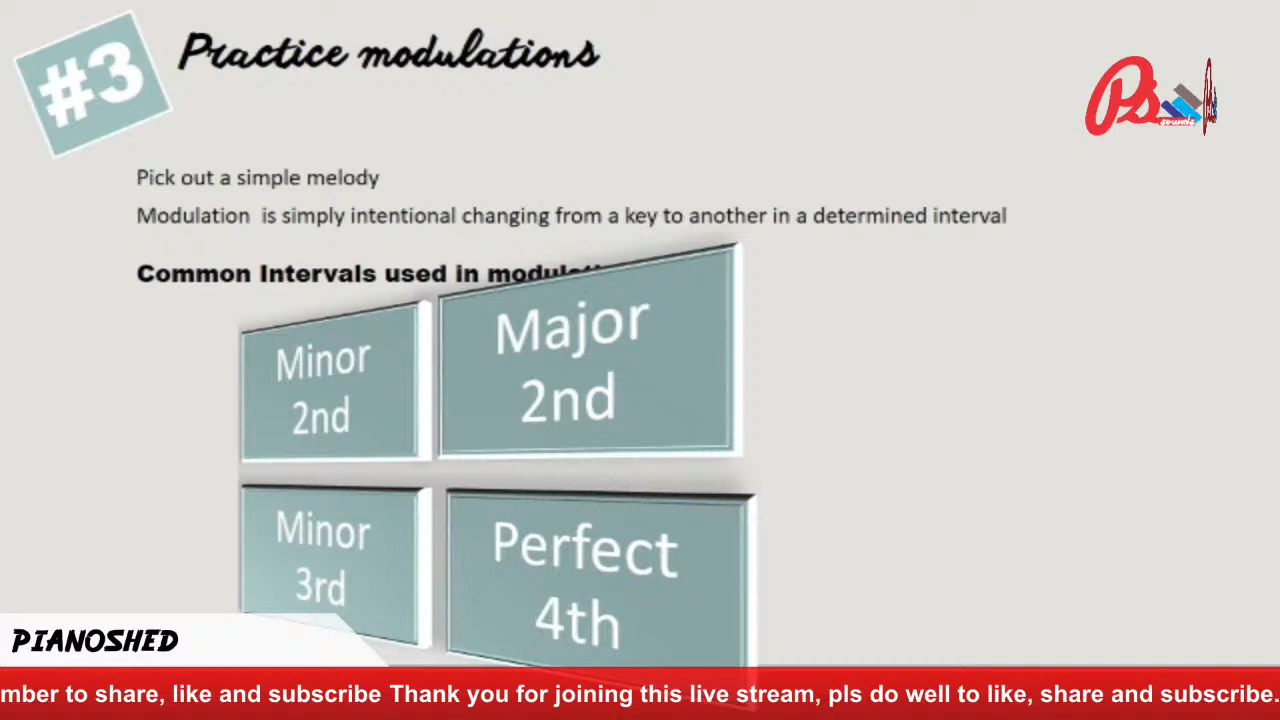 #3
Practice modulations
Ps
soundz
Pick out a simple melody
Modulation is simply intentional changing from a key to another in a determined interval
Common Intervals used in
Minor
2nd
Major
2nd
Minor
3rd
Perfect
4th
PIANOSHED
mber to share, like and subscribe Thank you for joining this live stream, pls do well to like, share and subscribe.